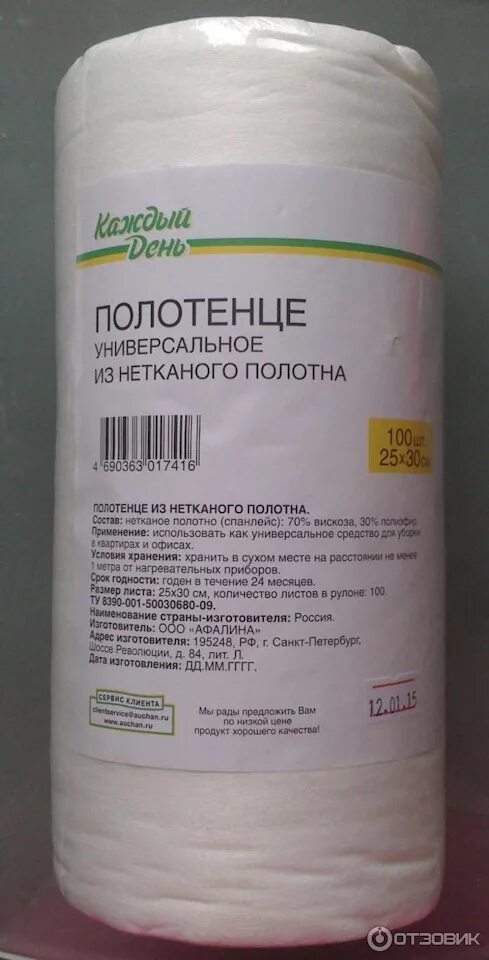 Каждый
День
ПОЛОТЕНЦЕ
УНИВЕРСАЛЬНОЕ
ИЗ НЕТКАНОГО ПОЛОТНА
100 шт.
25х30 см
4 690363 017416
ПОЛОТЕНЦЕ ИЗ НЕТКАНОГО ПОЛОТНА.
Состав: нетканое полотно (спанлейс): 70% вискоза, 30% полиэфир
Применение: использовать как универсальное средство для уборки
в квартирах и офисах.
Условия хранения: хранить в сухом месте на расстоянии не менее
1 метра от нагревательных приборов.
Срок годности: годен в течение 24 месяцев.
Размер листа: 25х30 см, количество листов в рулоне: 100.
ТУ 8390-001-50030680-09.
Наименование страны-изготовителя: Россия.
Изготовитель: ООО «АФАЛИНА»
Адрес изготовителя: 195248, РФ, г. Санкт-Петербург,
Шоссе Революции, д. 84, лит. Л.
Дата изготовления: ДД.ММ.ГГГГ.
СЕРВИС КЛИЕНТА
clientservice@auchan.ru
www.auchan.ru
Мы рады предложить Вам
по низкой цене
продукт хорошего качества!
12.01.15
ОТЗОВИК